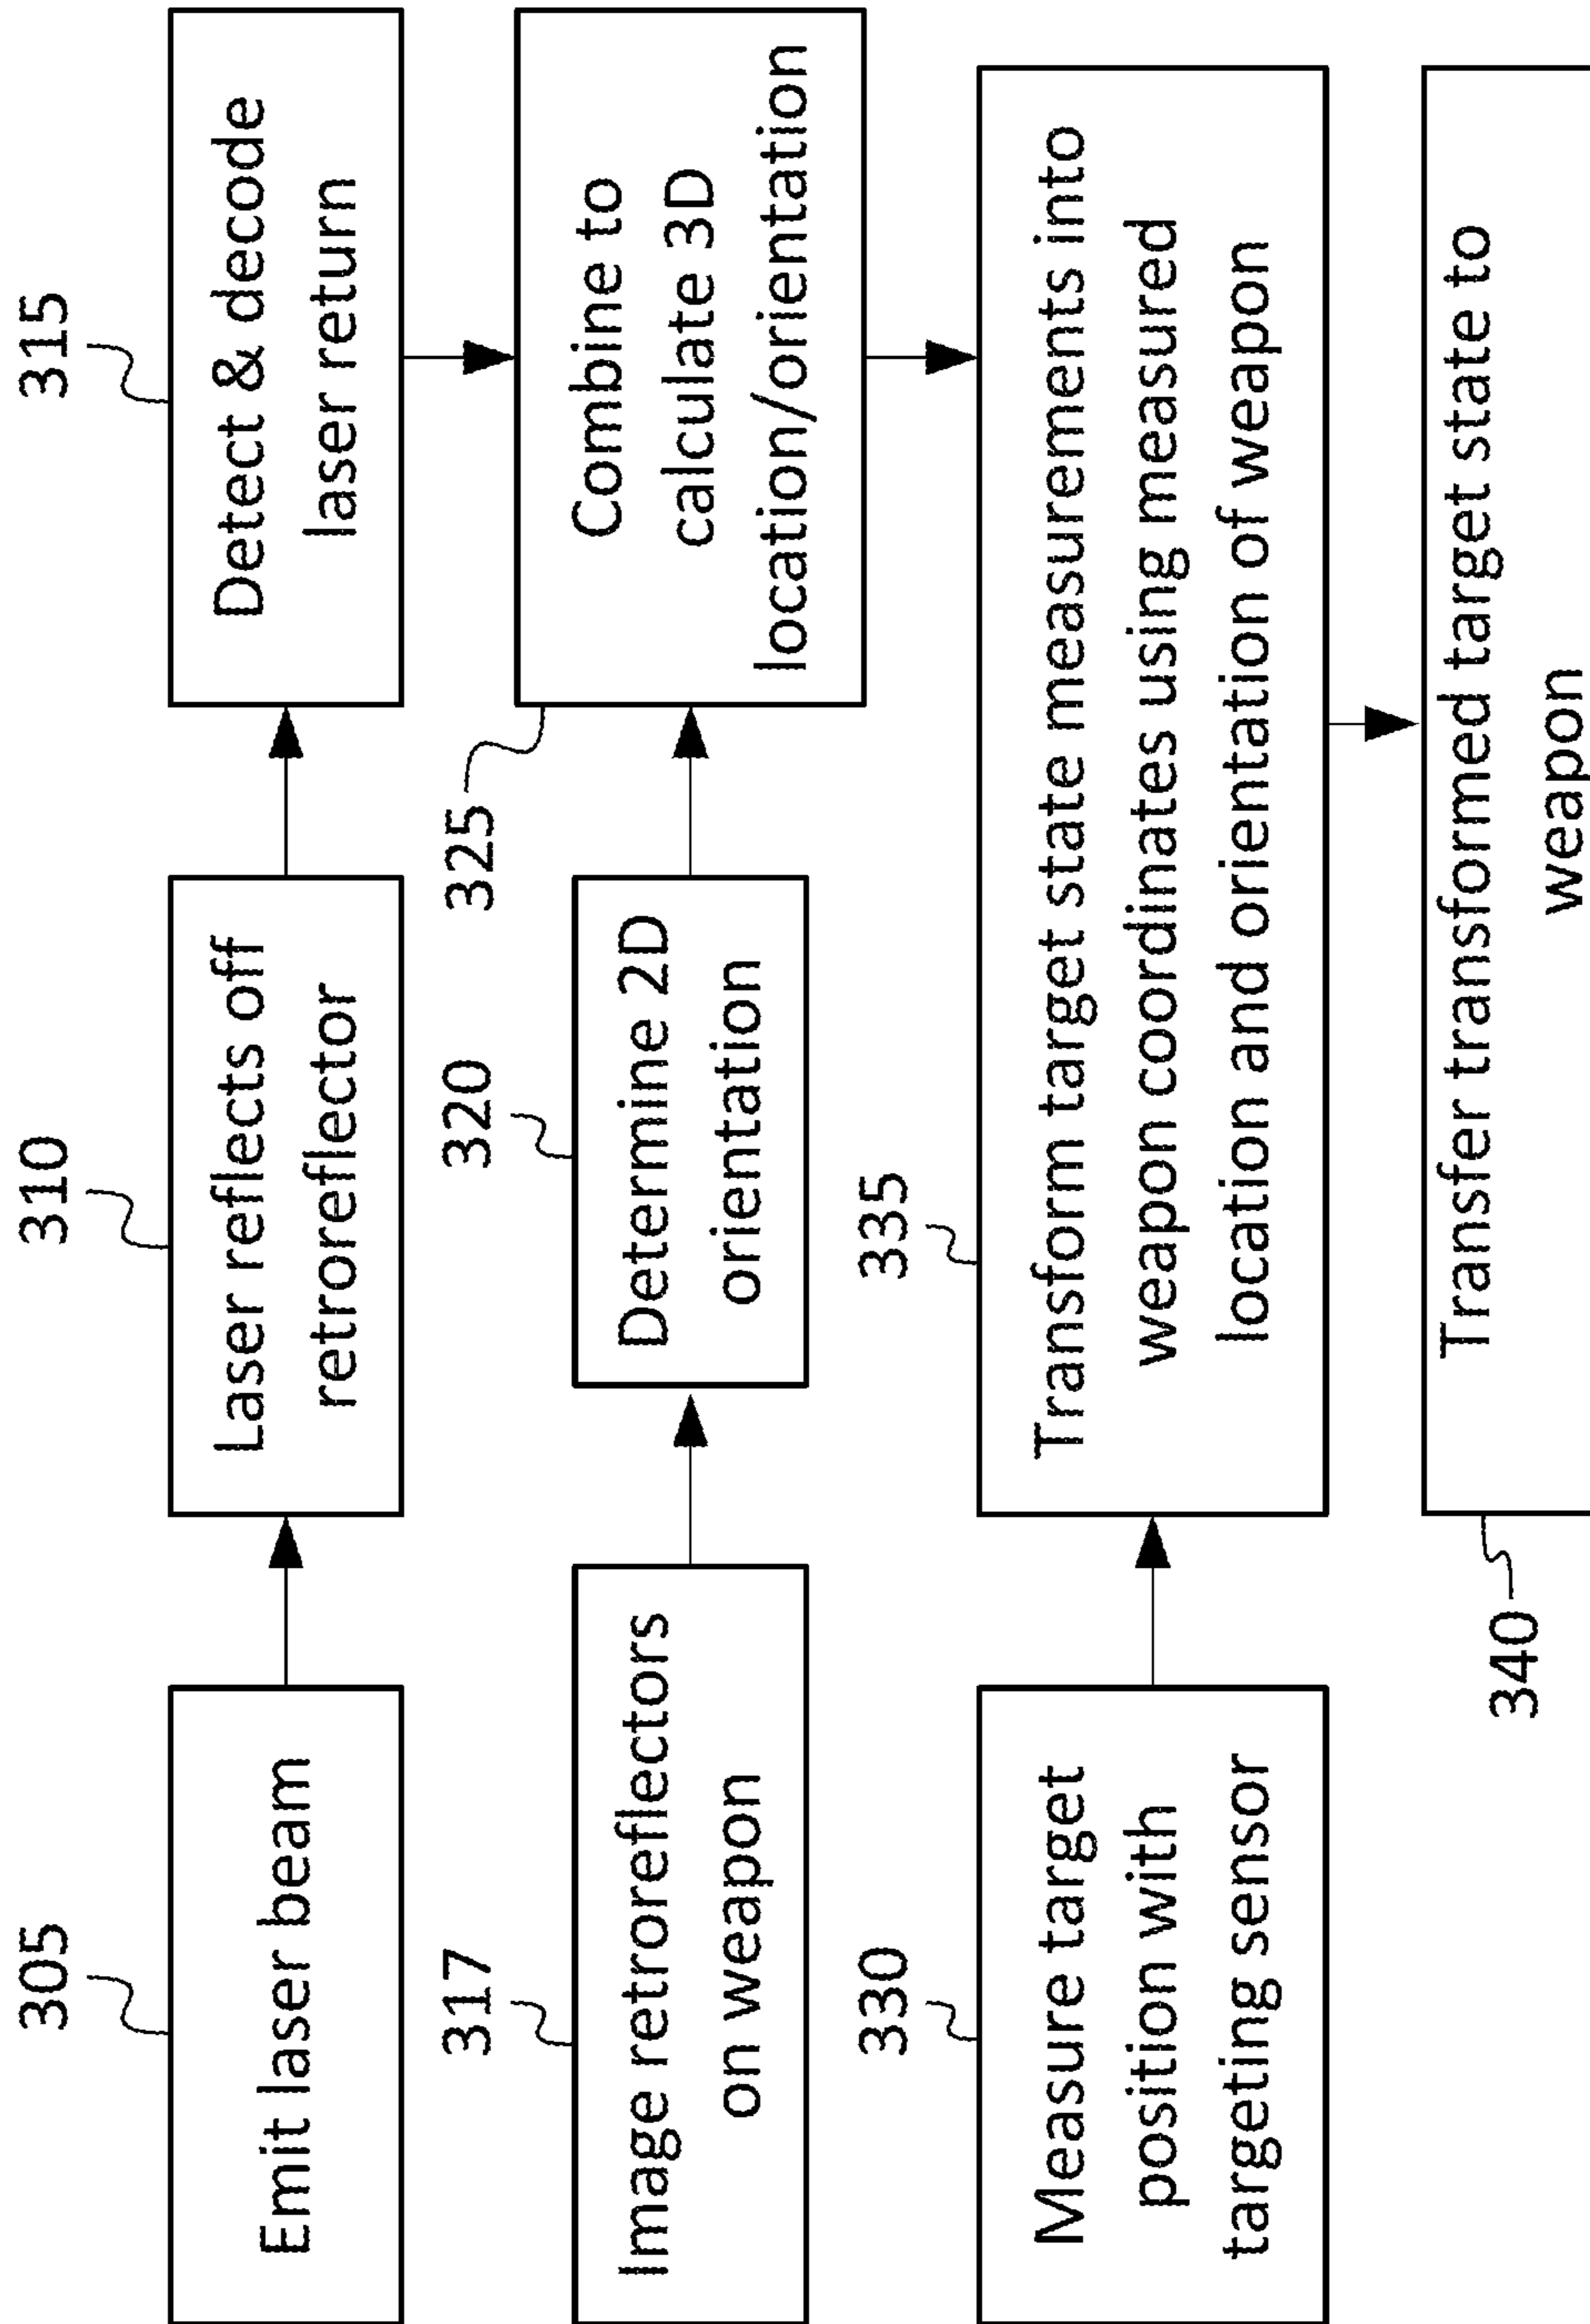 305
Emit laser beam
310
Laser reflects off
retroreflector
315
Detect & decode
laser return
317
Image retroreflectors
on weapon
320
Determine 2D
orientation
325
Combine to
calculate 3D
location/orientation
330
Measure target
position with
targeting sensor
335
Transform target state measurements into
weapon coordinates using measured
location and orientation of weapon
340
Transfer transformed target state to
weapon